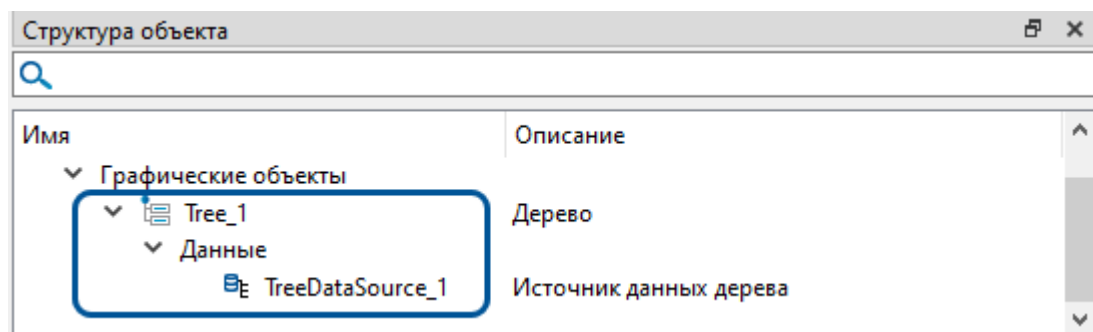 Структура объекта
Имя Описание
Графические объекты
Tree_1 Дерево
Данные
TreeDataSource_1 Источник данных дерева